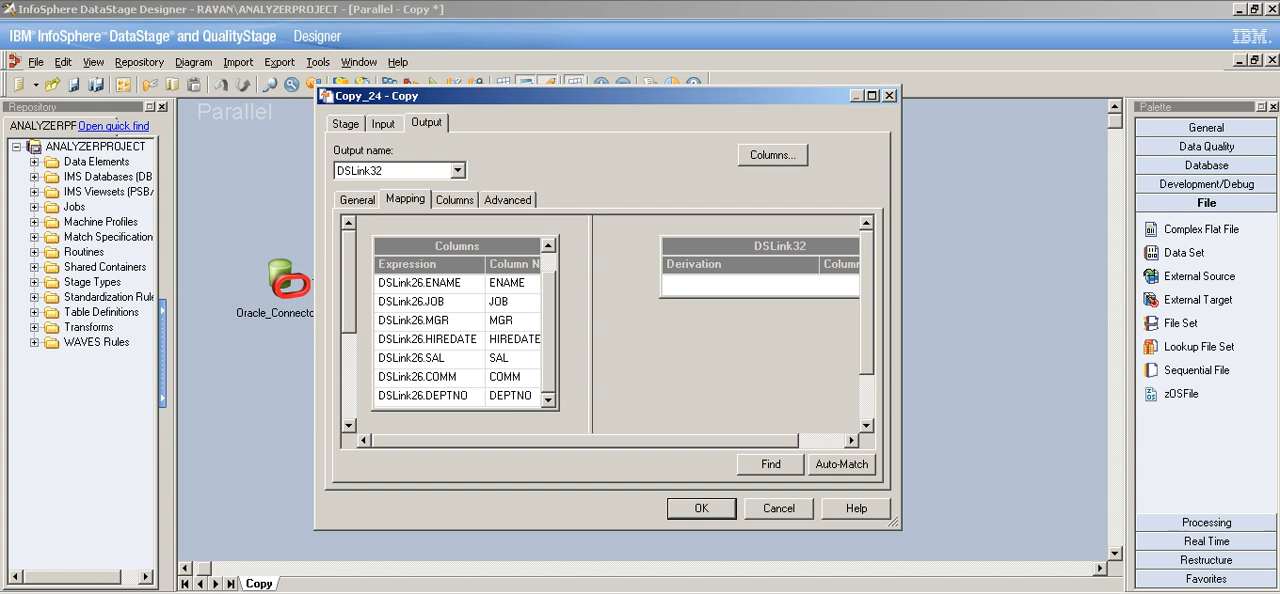 InfoSphere DataStage Designer - RAVAN\ANALYZERPROJECT - [Parallel - Copy *]
IBM® InfoSphere™ DataStage® and QualityStage Designer
IBM.
File Edit View Repository Diagram Import Export Tools Window Help
Repository
ANALYZERPF Open quick find
ANALYZERPROJECT
Data Elements
IMS Databases (DB
IMS Viewsets (PSB/
Jobs
Machine Profiles
Match Specification
Routines
Shared Containers
Stage Types
Standardization Rule
Table Definitions
Transforms
WAVES Rules
Parallel
Oracle_Connecto
Copy_24 - Copy
Stage Input Output
Output name:
DSLink32
Columns...
General Mapping Columns Advanced
Columns
Expression Column N
DSLink26.ENAME ENAME
DSLink26.JOB JOB
DSLink26.MGR MGR
DSLink26.HIREDATE HIREDATE
DSLink26.SAL SAL
DSLink26.COMM COMM
DSLink26.DEPTNO DEPTNO
DSLink32
Derivation Column
Find Auto-Match
OK Cancel Help
Copy
Palette
General
Data Quality
Database
Development/Debug
File
Complex Flat File
Data Set
External Source
External Target
File Set
Lookup File Set
Sequential File
zOSFile
Processing
Real Time
Restructure
Favorites